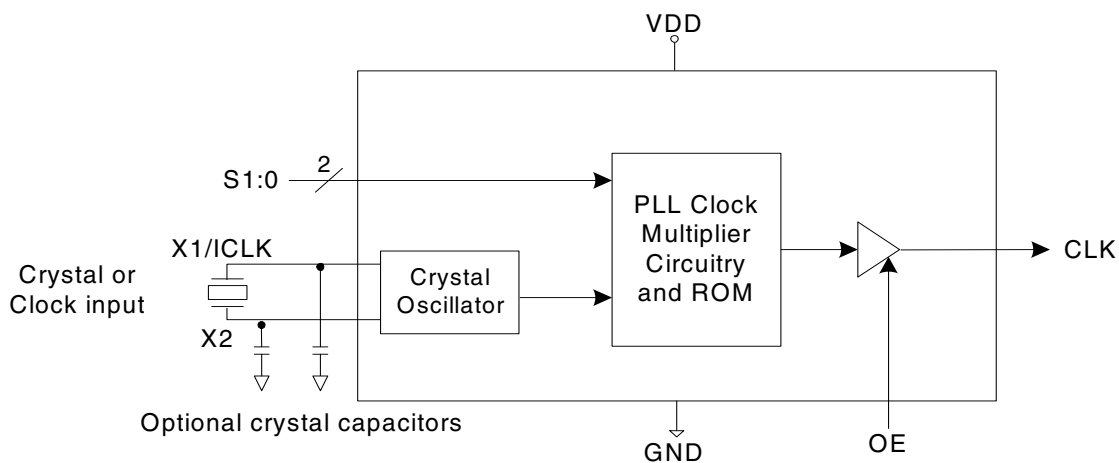 VDD
2
S1:0
PLL Clock
Multiplier
Circuitry
and ROM
X1/ICLK
CLK
Crystal or
Clock input
Crystal
Oscillator
X2
Optional crystal capacitors
GND
OE